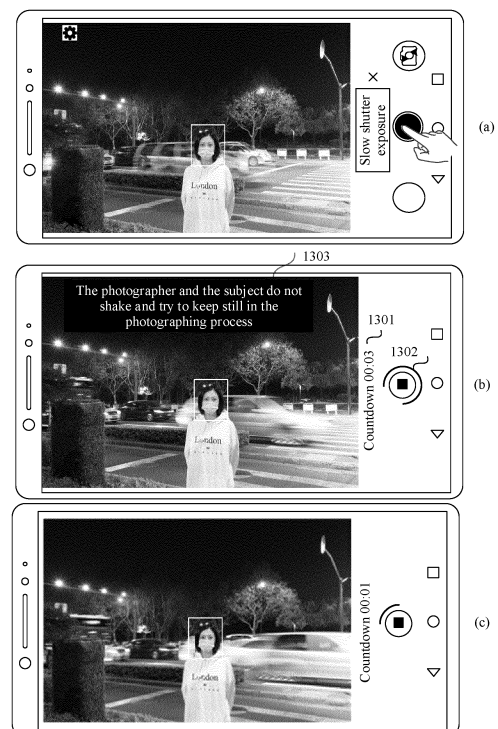 Slow shutter
exposure
London
(a)
1303
The photographer and the subject do not
shake and try to keep still in the
photographing process
1301
1302
Countdown 00:03
London
(b)
Countdown 00:01
London
(c)